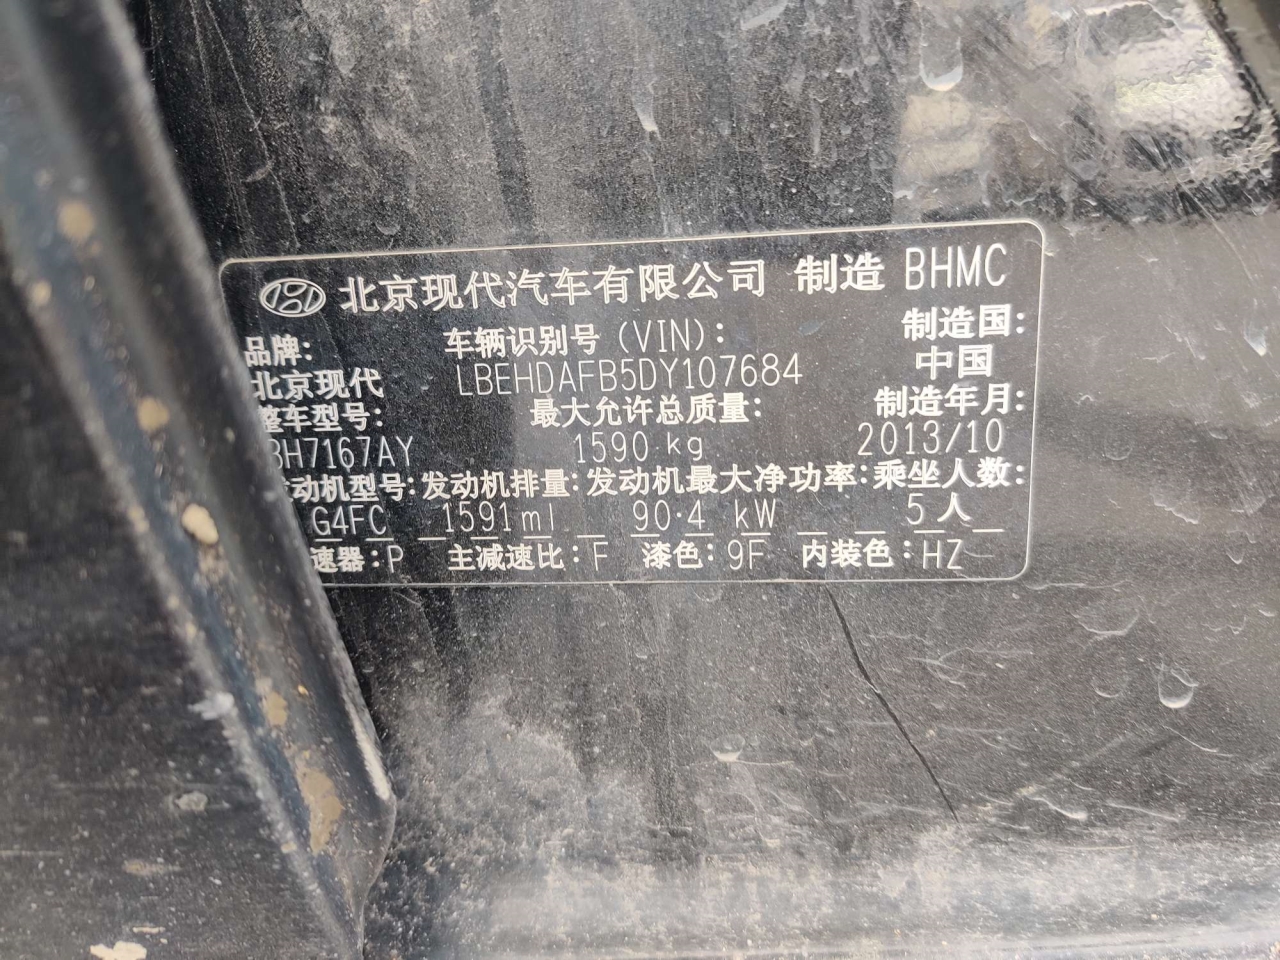 北京现代汽车有限公司 制造 BHMC
品牌: 车辆识别号 (VIN): 制造国:
北京现代 LBEHDAFB5DY107684 中国
整车型号: 最大允许总质量: 制造年月:
BH7167AY 1590 kg 2013/10
发动机型号: 发动机排量: 发动机最大净功率: 乘坐人数:
G4FC 1591ml 90.4 kW 5人
速器: P 主减速比: F 漆色: 9F 内装色: HZ